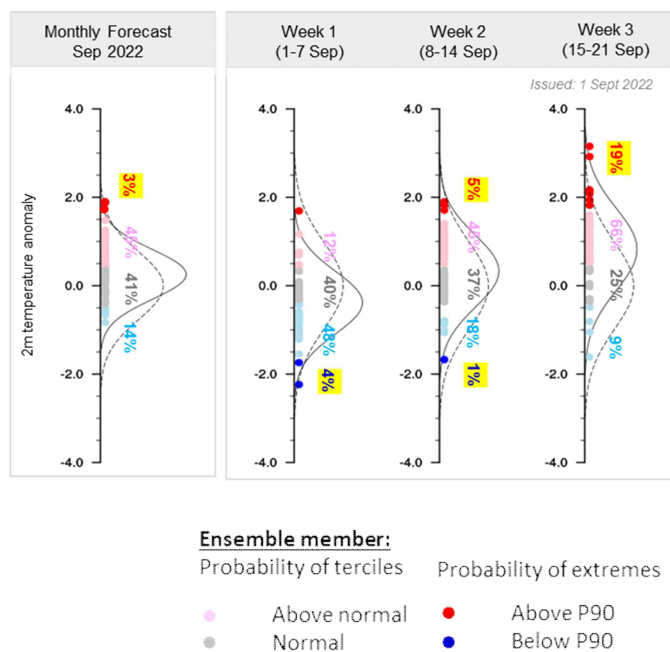 Monthly Forecast
Sep 2022
Week 1
(1-7 Sep)
Week 2
(8-14 Sep)
Week 3
(15-21 Sep)
Issued: 1 Sept 2022
2m temperature anomaly
4.0
2.0
0.0
-2.0
-4.0
3%
41%
14%
4.0
2.0
0.0
-2.0
-4.0
12%
40%
48%
4%
4.0
2.0
0.0
-2.0
-4.0
5%
37%
18%
1%
4.0
2.0
0.0
-2.0
-4.0
19%
66%
25%
9%
Ensemble member:
Probability of terciles
Above normal
Normal
Probability of extremes
Above P90
Below P90